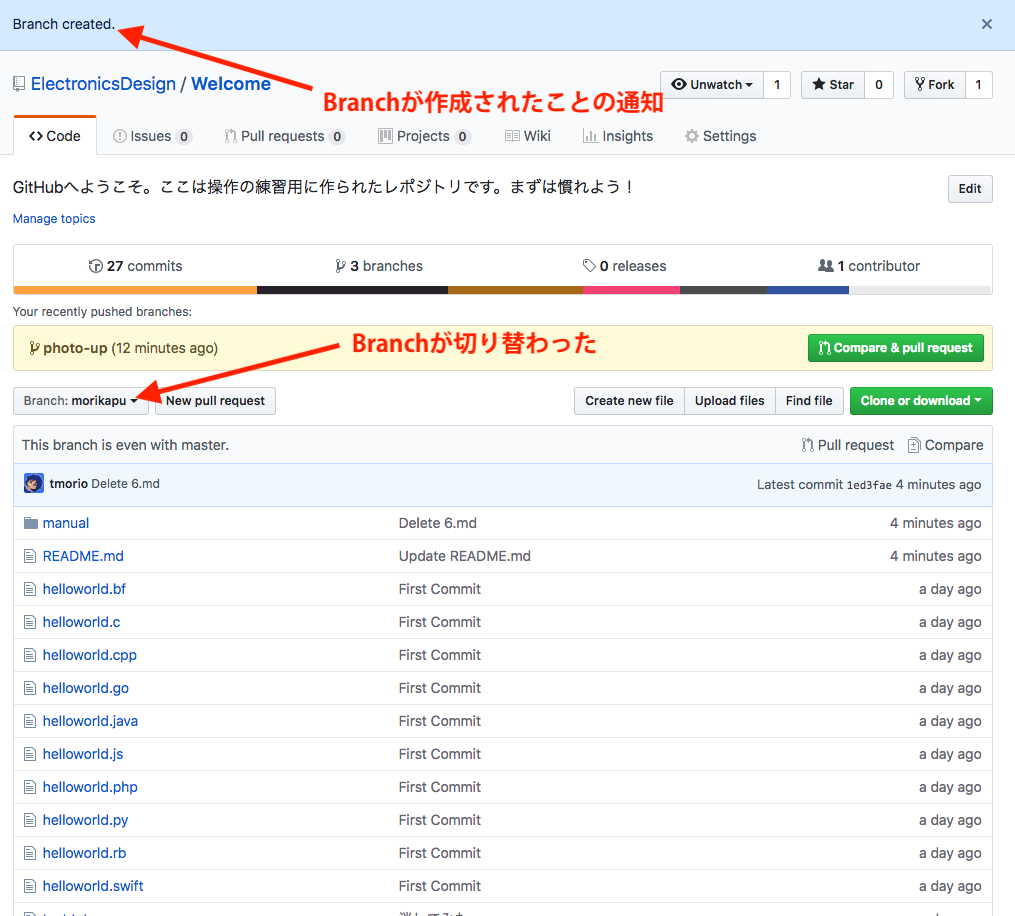 Branch created.
ElectronicsDesign / Welcome
Unwatch 1 Star 0 Fork 1
Branchが作成されたことの通知
Code Issues 0 Pull requests 0 Projects 0 Wiki Insights Settings
GitHubへようこそ。ここは操作の練習用に作られたレポジトリです。まずは慣れよう！ Edit
Manage topics
27 commits 3 branches 0 releases 1 contributor
Your recently pushed branches:
photo-up (12 minutes ago) Compare & pull request
Branchが切り替わった
Branch: morikapu New pull request Create new file Upload files Find file Clone or download
This branch is even with master. Pull request Compare
tmorio Delete 6.md Latest commit 1ed3fae 4 minutes ago
manual Delete 6.md 4 minutes ago
README.md Update README.md 4 minutes ago
helloworld.bf First Commit a day ago
helloworld.c First Commit a day ago
helloworld.cpp First Commit a day ago
helloworld.go First Commit a day ago
helloworld.java First Commit a day ago
helloworld.js First Commit a day ago
helloworld.php First Commit a day ago
helloworld.py First Commit a day ago
helloworld.rb First Commit a day ago
helloworld.swift First Commit a day ago